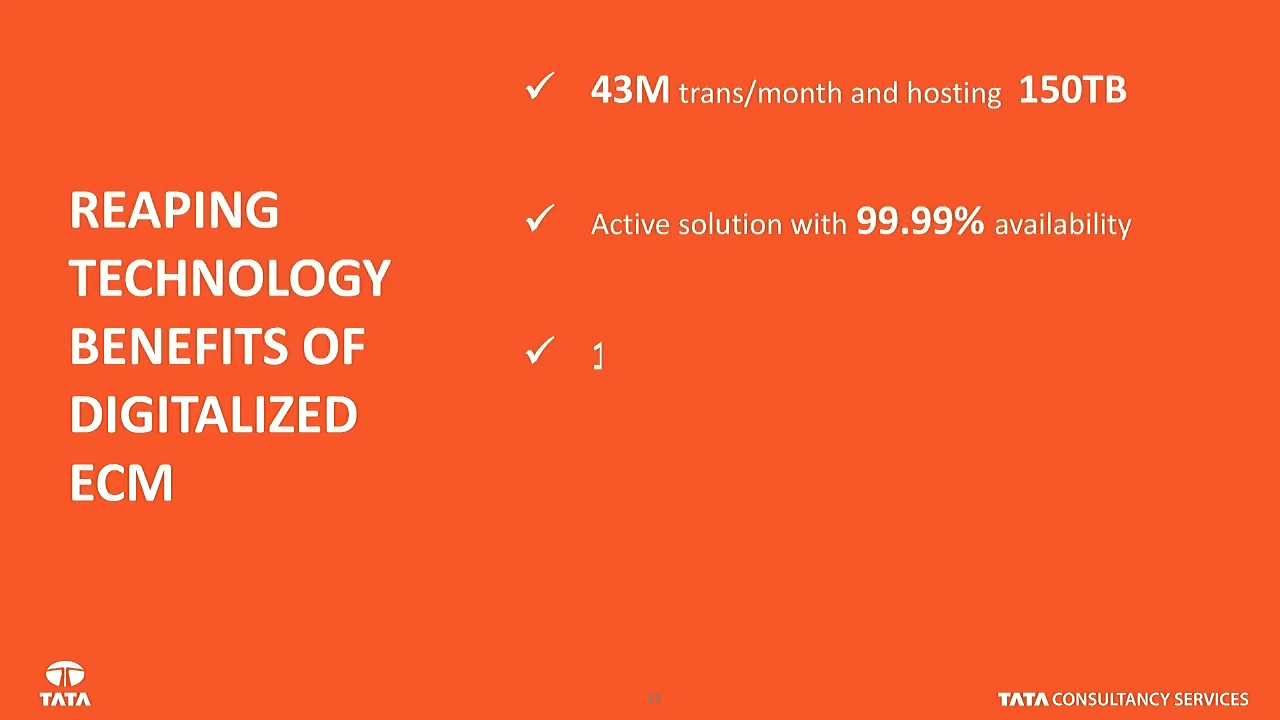 REAPING
TECHNOLOGY
BENEFITS OF
DIGITALIZED
ECM
✓ 43M trans/month and hosting 150TB
✓ Active solution with 99.99% availability
✓ 1
TATA
TATA CONSULTANCY SERVICES